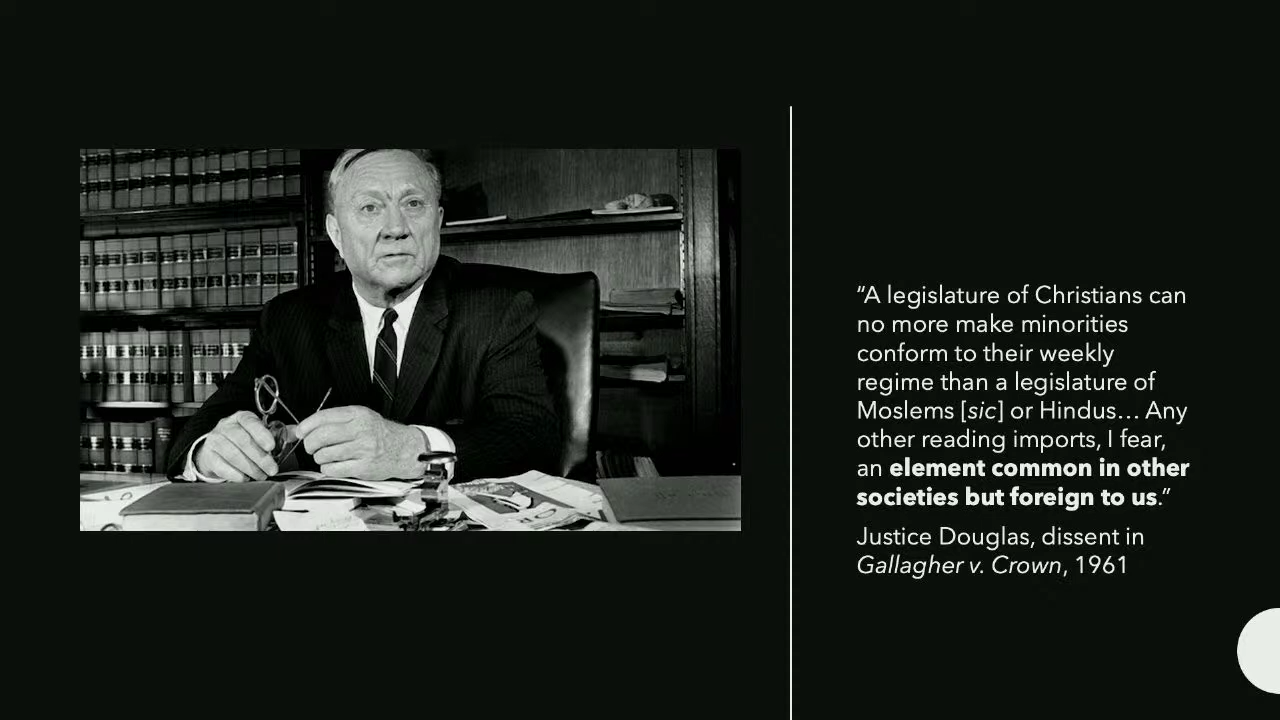 “A legislature of Christians can
no more make minorities
conform to their weekly
regime than a legislature of
Moslems [sic] or Hindus… Any
other reading imports, I fear,
an element common in other
societies but foreign to us.”
Justice Douglas, dissent in
Gallagher v. Crown, 1961